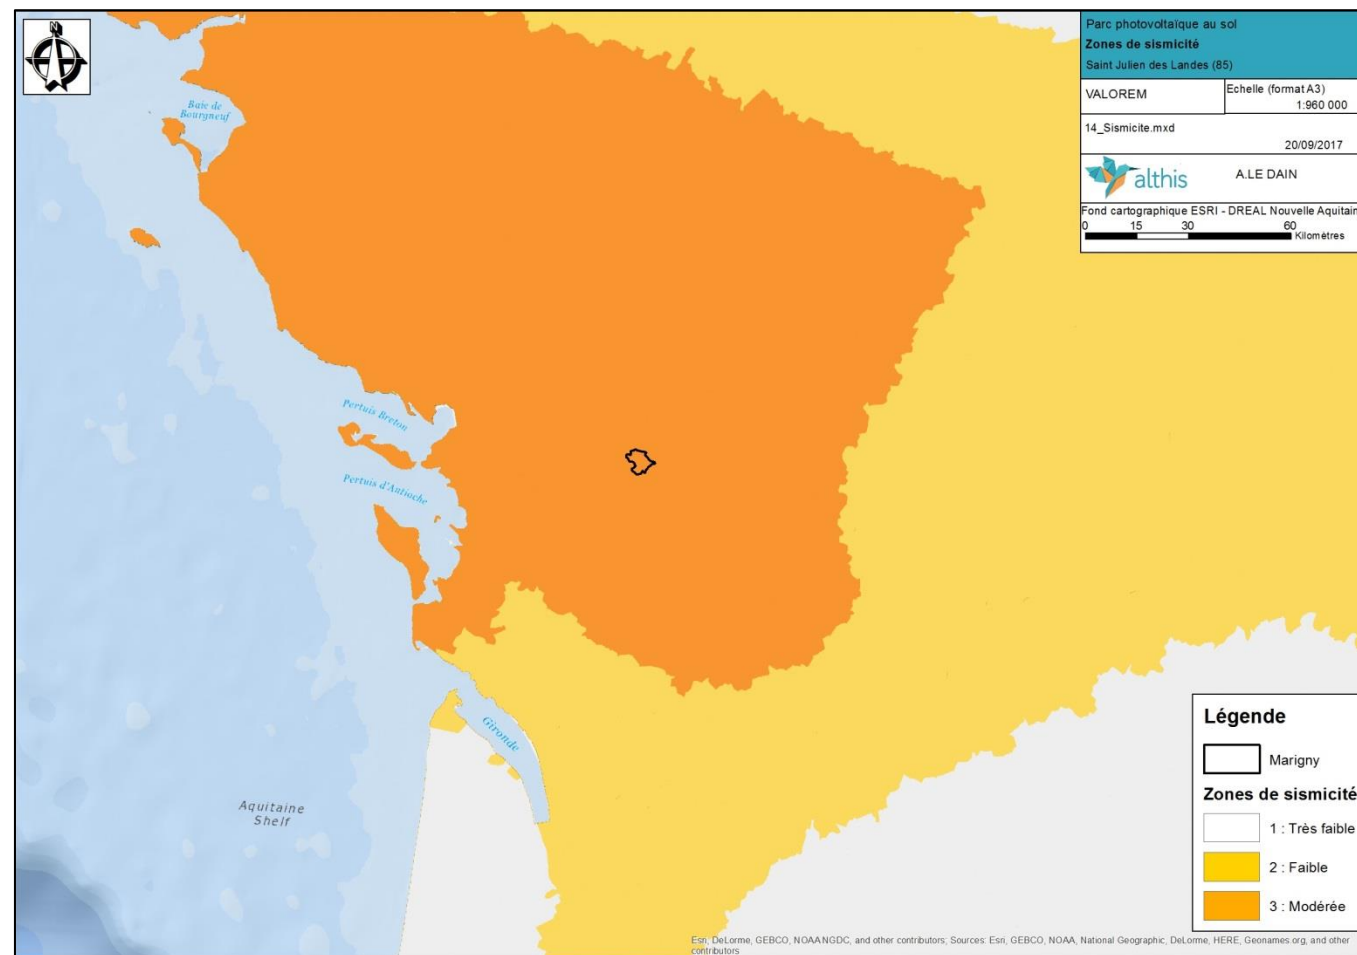 N
Parc photovoltaïque au sol
Zones de sismicité
Saint Julien des Landes (85)
VALOREM
Echelle (format A3)
1:960 000
14_Sismicite.mxd
20/09/2017
althis
A.LE DAIN
Fond cartographique ESRI - DREAL Nouvelle Aquitain
0 15 30 60
Kilomètres
Baie de
Bourgneuf
Pertuis Breton
Pertuis d'Antioche
Gironde
Aquitaine
Shelf
Légende
Marigny
Zones de sismicité
1 : Très faible
2 : Faible
3 : Modérée
Esri, DeLorme, GEBCO, NOAA NGDC, and other contributors; Sources: Esri, GEBCO, NOAA, National Geographic, DeLorme, HERE, Geonames.org, and other
contributors